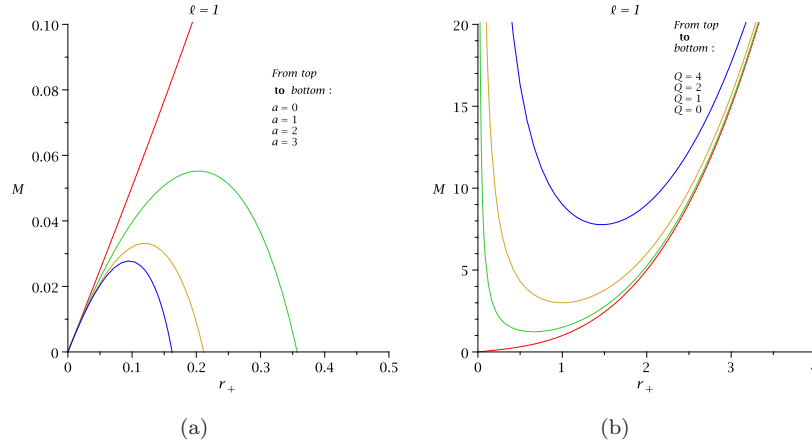 ℓ = 1
0.10
0.08
0.06
M
0.04
0.02
0
0
0.1
0.2
0.3
0.4
0.5
r+
From top
to bottom :
a = 0
a = 1
a = 2
a = 3
(a)
ℓ = 1
20
15
M 10
5
0
0
1
2
3
r+
From top
to
bottom :
Q = 4
Q = 2
Q = 1
Q = 0
(b)